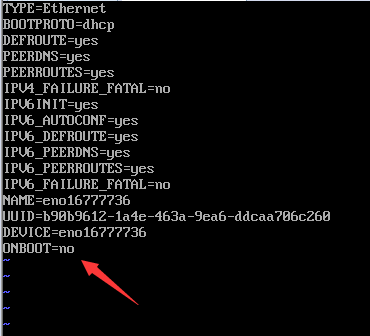 TYPE=Ethernet
BOOTPROTO=dhcp
DEFROUTE=yes
PEERDNS=yes
PEERROUTES=yes
IPV4_FAILURE_FATAL=no
IPV6INIT=yes
IPV6_AUTOCONF=yes
IPV6_DEFROUTE=yes
IPV6_PEERDNS=yes
IPV6_PEERROUTES=yes
IPV6_FAILURE_FATAL=no
NAME=eno16777736
UUID=b90b9612-1a4e-463a-9ea6-ddcaa706c260
DEVICE=eno16777736
ONBOOT=no
~
~
~
~
~